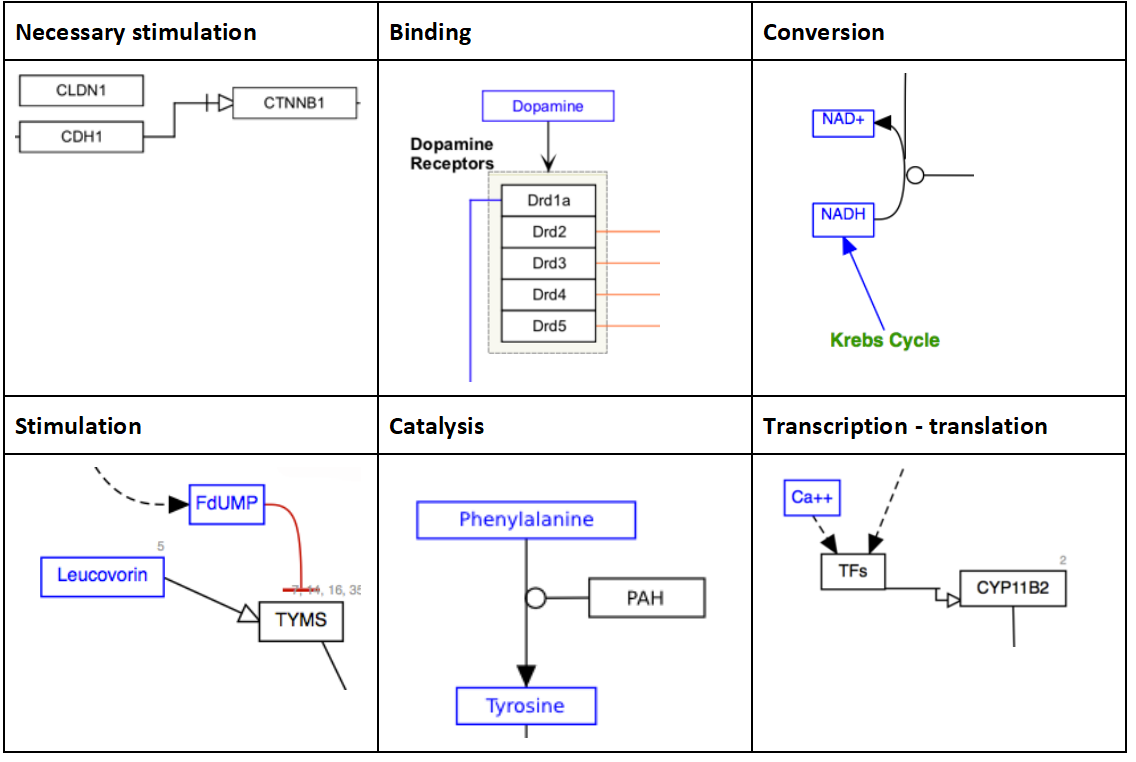 Necessary stimulation
Binding
Conversion
CLDN1
CDH1
CTNNB1
Dopamine
Dopamine
Receptors
Drd1a
Drd2
Drd3
Drd4
Drd5
NAD+
NADH
Krebs Cycle
Stimulation
Catalysis
Transcription - translation
FdUMP
5
Leucovorin
7, 14, 16, 35
TYMS
Phenylalanine
PAH
Tyrosine
Ca++
TFs
2
CYP11B2